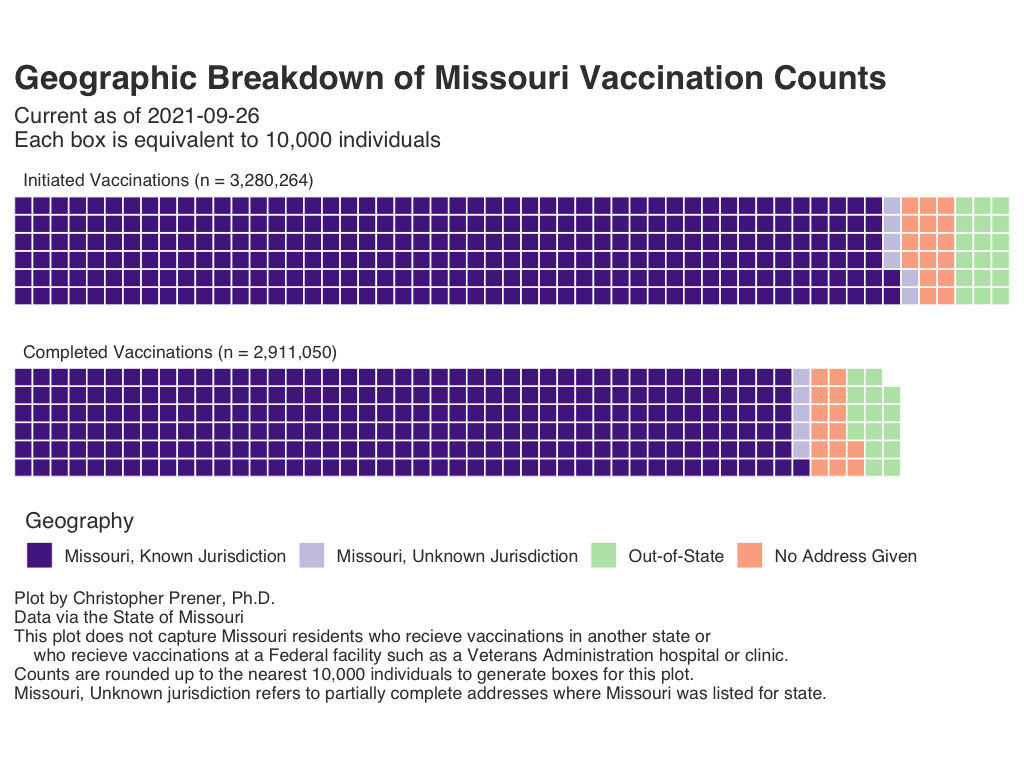 Geographic Breakdown of Missouri Vaccination Counts
Current as of 2021-09-26
Each box is equivalent to 10,000 individuals
Initiated Vaccinations (n = 3,280,264)
Completed Vaccinations (n = 2,911,050)
Geography
Missouri, Known Jurisdiction
Missouri, Unknown Jurisdiction
Out-of-State
No Address Given
Plot by Christopher Prener, Ph.D.
Data via the State of Missouri
This plot does not capture Missouri residents who recieve vaccinations in another state or
who recieve vaccinations at a Federal facility such as a Veterans Administration hospital or clinic.
Counts are rounded up to the nearest 10,000 individuals to generate boxes for this plot.
Missouri, Unknown jurisdiction refers to partially complete addresses where Missouri was listed for state.